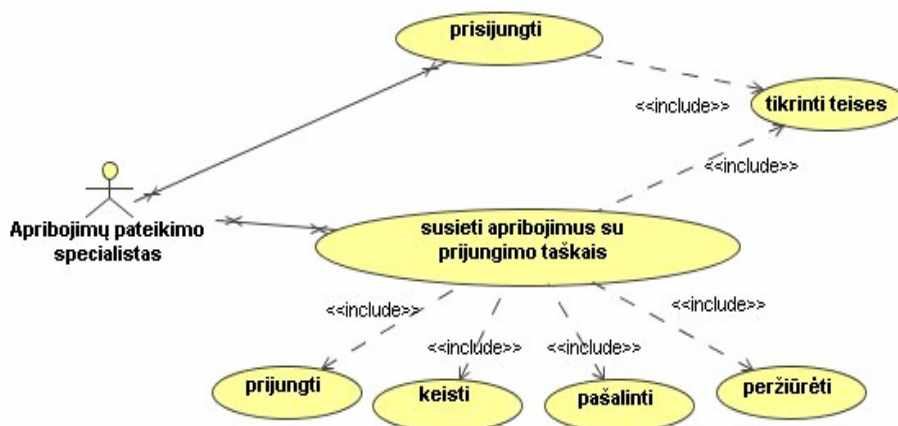 prisijungti
<<include>>
tikrinti teises
<<include>>
Apribojimų pateikimo
specialistas
susieti apribojimus su
prijungimo taškais
<<include>>
<<include>>
<<include>>
<<include>>
prijungti
keisti
pašalinti
peržiūrėti